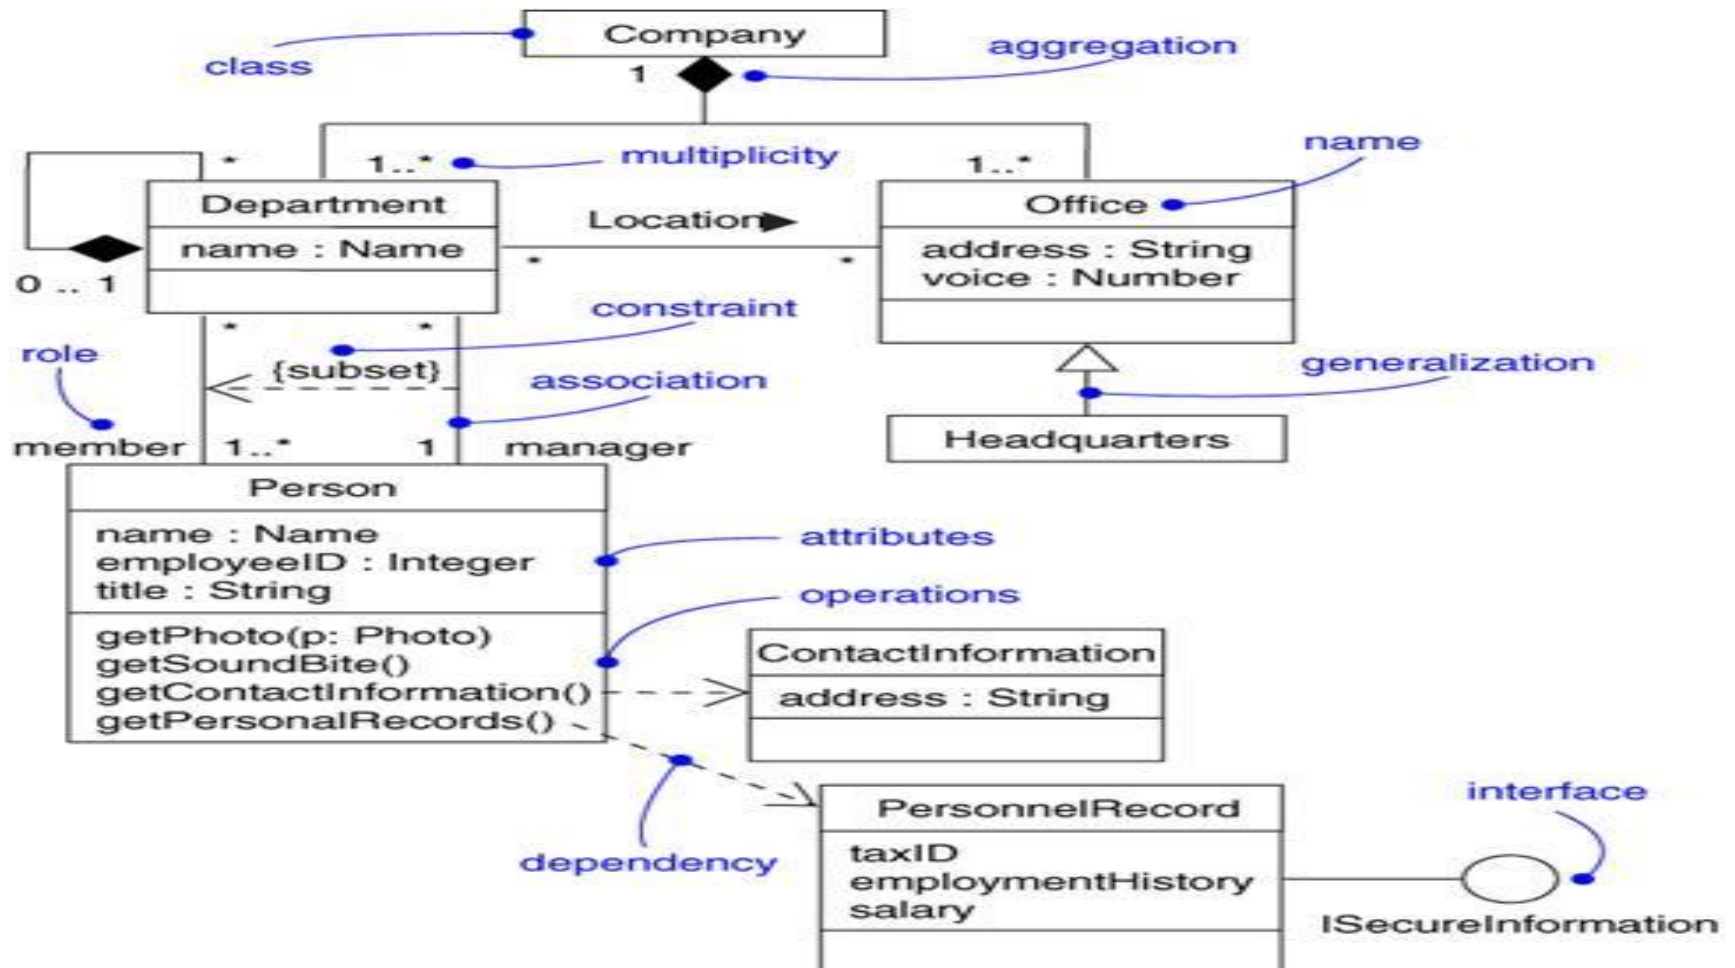 Company
class
aggregation
1
name
*
1..*
multiplicity
1..*
Department
Office
Location
name : Name
address : String
voice : Number
*
*
0 .. 1
constraint
*
*
role
{subset}
association
generalization
member
1..*
1
manager
Headquarters
Person
name : Name
employeeID : Integer
title : String
attributes
operations
getPhoto(p: Photo)
getSoundBite()
getContactInformation()
getPersonalRecords()
ContactInformation
address : String
dependency
PersonnelRecord
interface
taxID
employmentHistory
salary
ISecureInformation